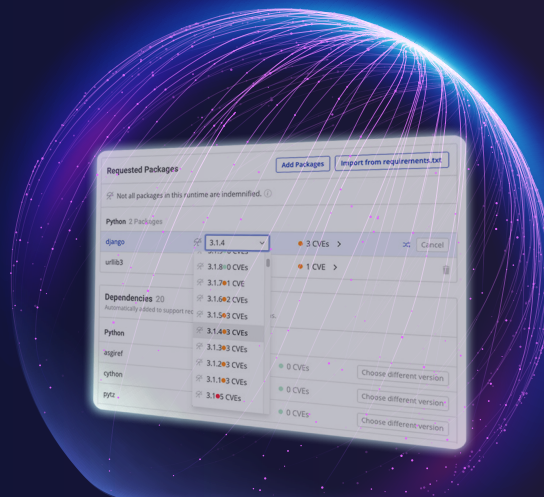 Requested Packages
Add Packages
Import from requirements.txt
Not all packages in this runtime are indemnified.
Python 2 Packages
django
3.1.4
3 CVEs
Cancel
urllib3
3.1.8 0 CVEs
1 CVE
3.1.7 1 CVE
3.1.6 2 CVEs
Dependencies 20
3.1.5 3 CVEs
Automatically added to support
3.1.4 3 CVEs
Python
3.1.3 3 CVEs
asgiref
3.1.2 3 CVEs
0 CVEs
Choose different version
cython
3.1.1 3 CVEs
0 CVEs
Choose different version
pytz
3.1 5 CVEs
0 CVEs
Choose different version